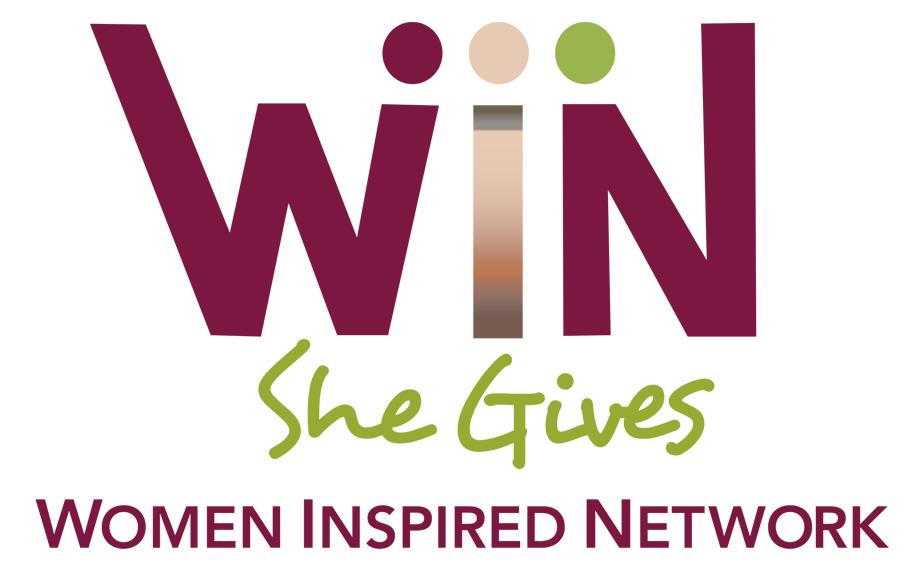 WiN
She Gives
WOMEN INSPIRED NETWORK